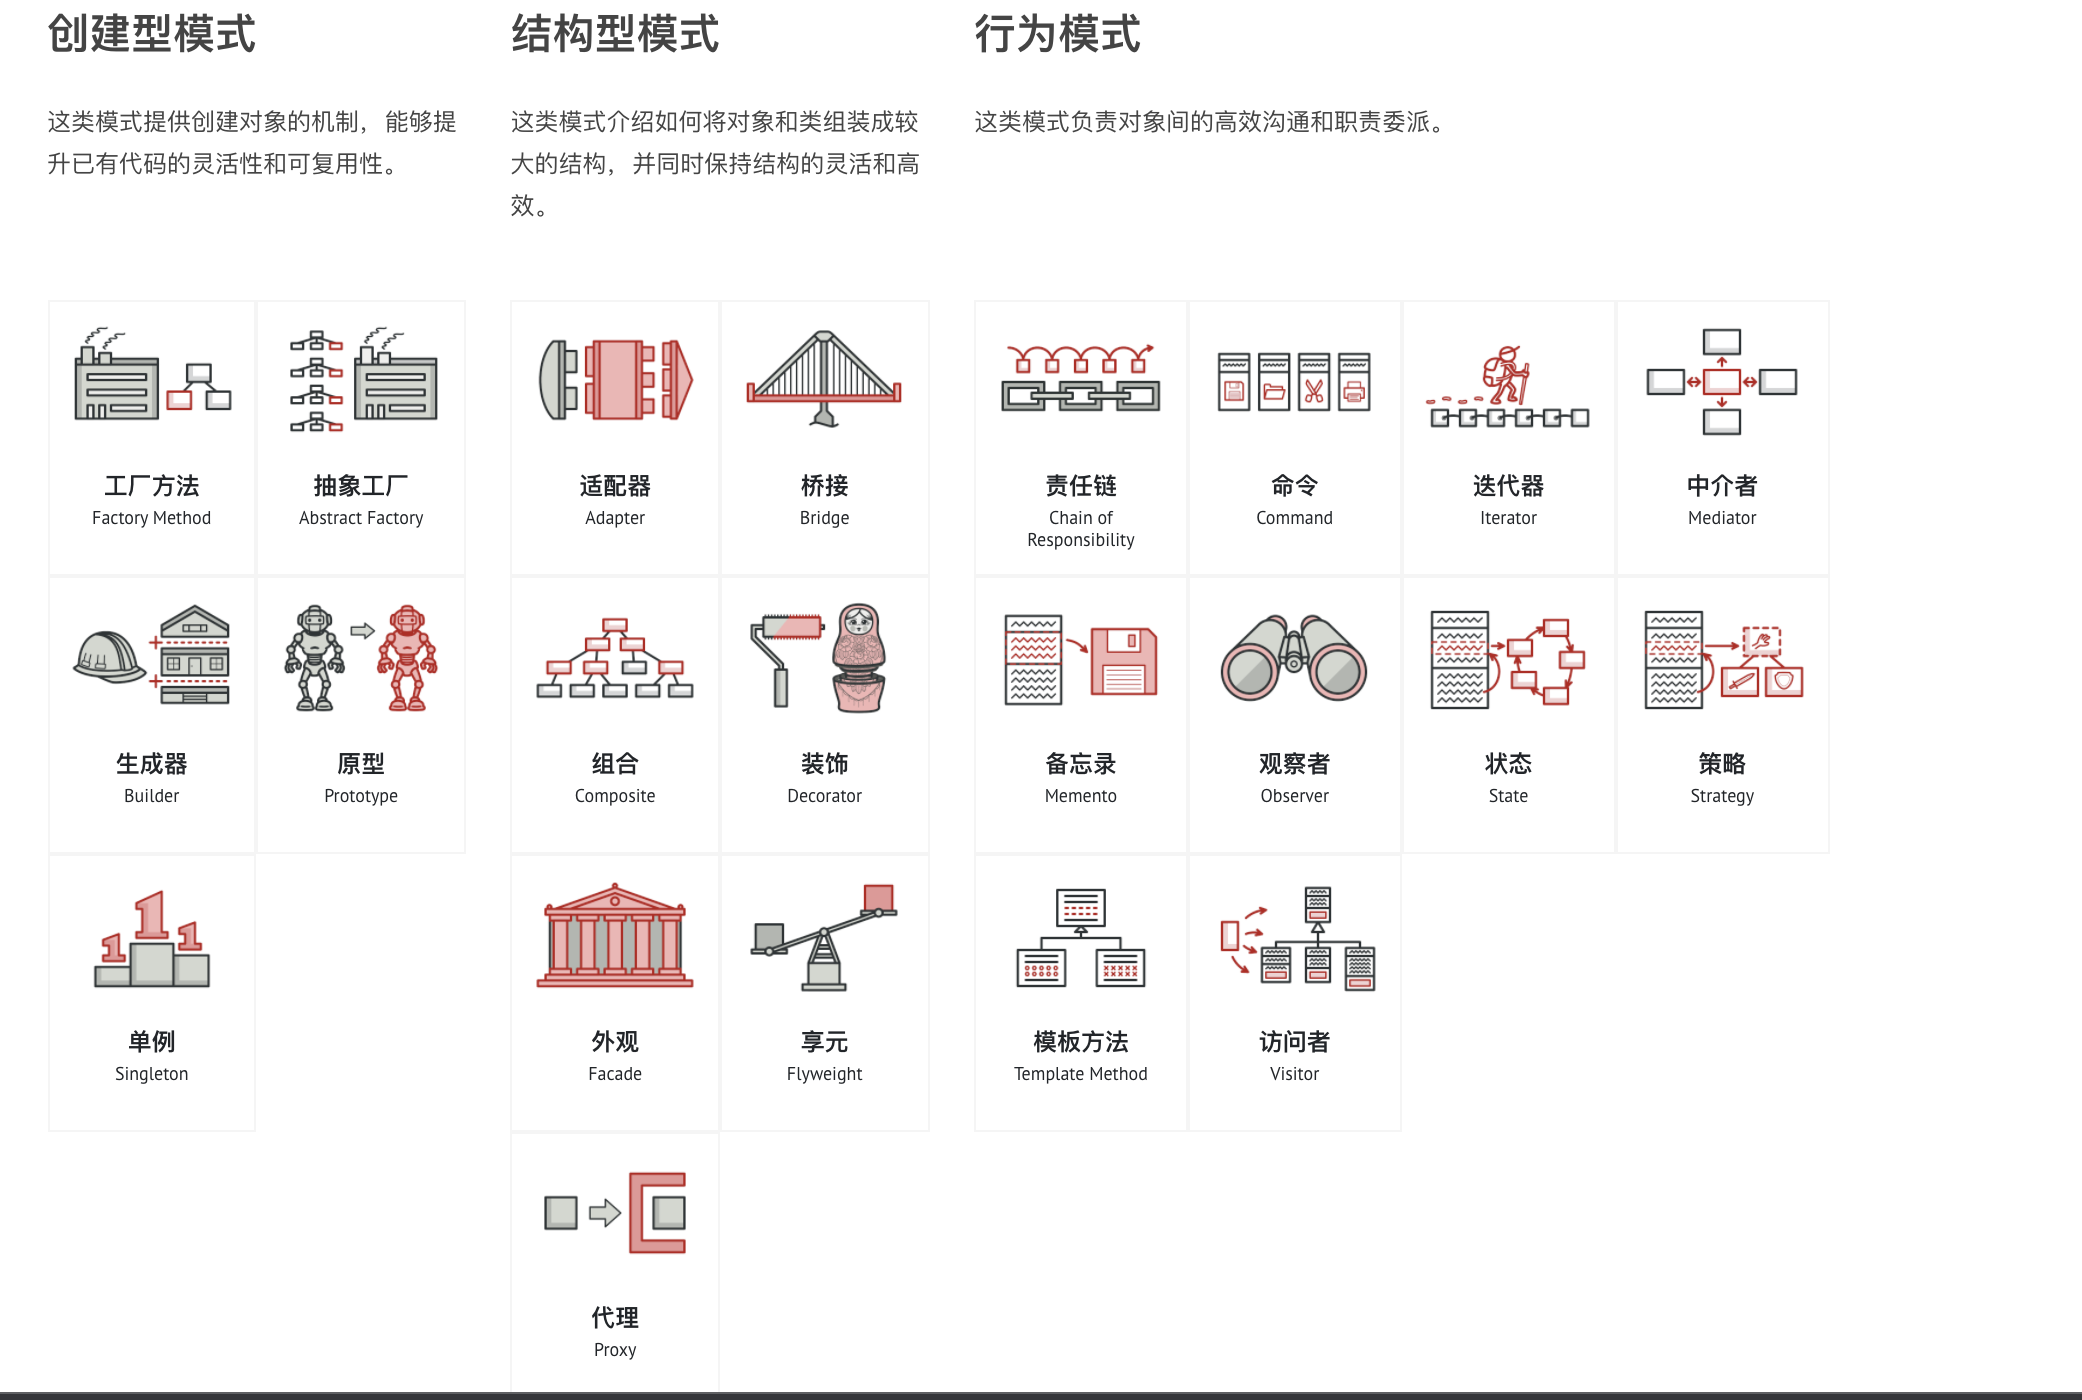 创建型模式
这类模式提供创建对象的机制，能够提
升已有代码的灵活性和可复用性。
工厂方法
Factory Method
抽象工厂
Abstract Factory
生成器
Builder
原型
Prototype
1
1
1
单例
Singleton
结构型模式
这类模式介绍如何将对象和类组装成较
大的结构，并同时保持结构的灵活和高
效。
适配器
Adapter
桥接
Bridge
组合
Composite
装饰
Decorator
外观
Facade
享元
Flyweight
代理
Proxy
行为模式
这类模式负责对象间的高效沟通和职责委派。
责任链
Chain of
Responsibility
命令
Command
迭代器
Iterator
中介者
Mediator
备忘录
Memento
观察者
Observer
状态
State
策略
Strategy
模板方法
Template Method
访问者
Visitor